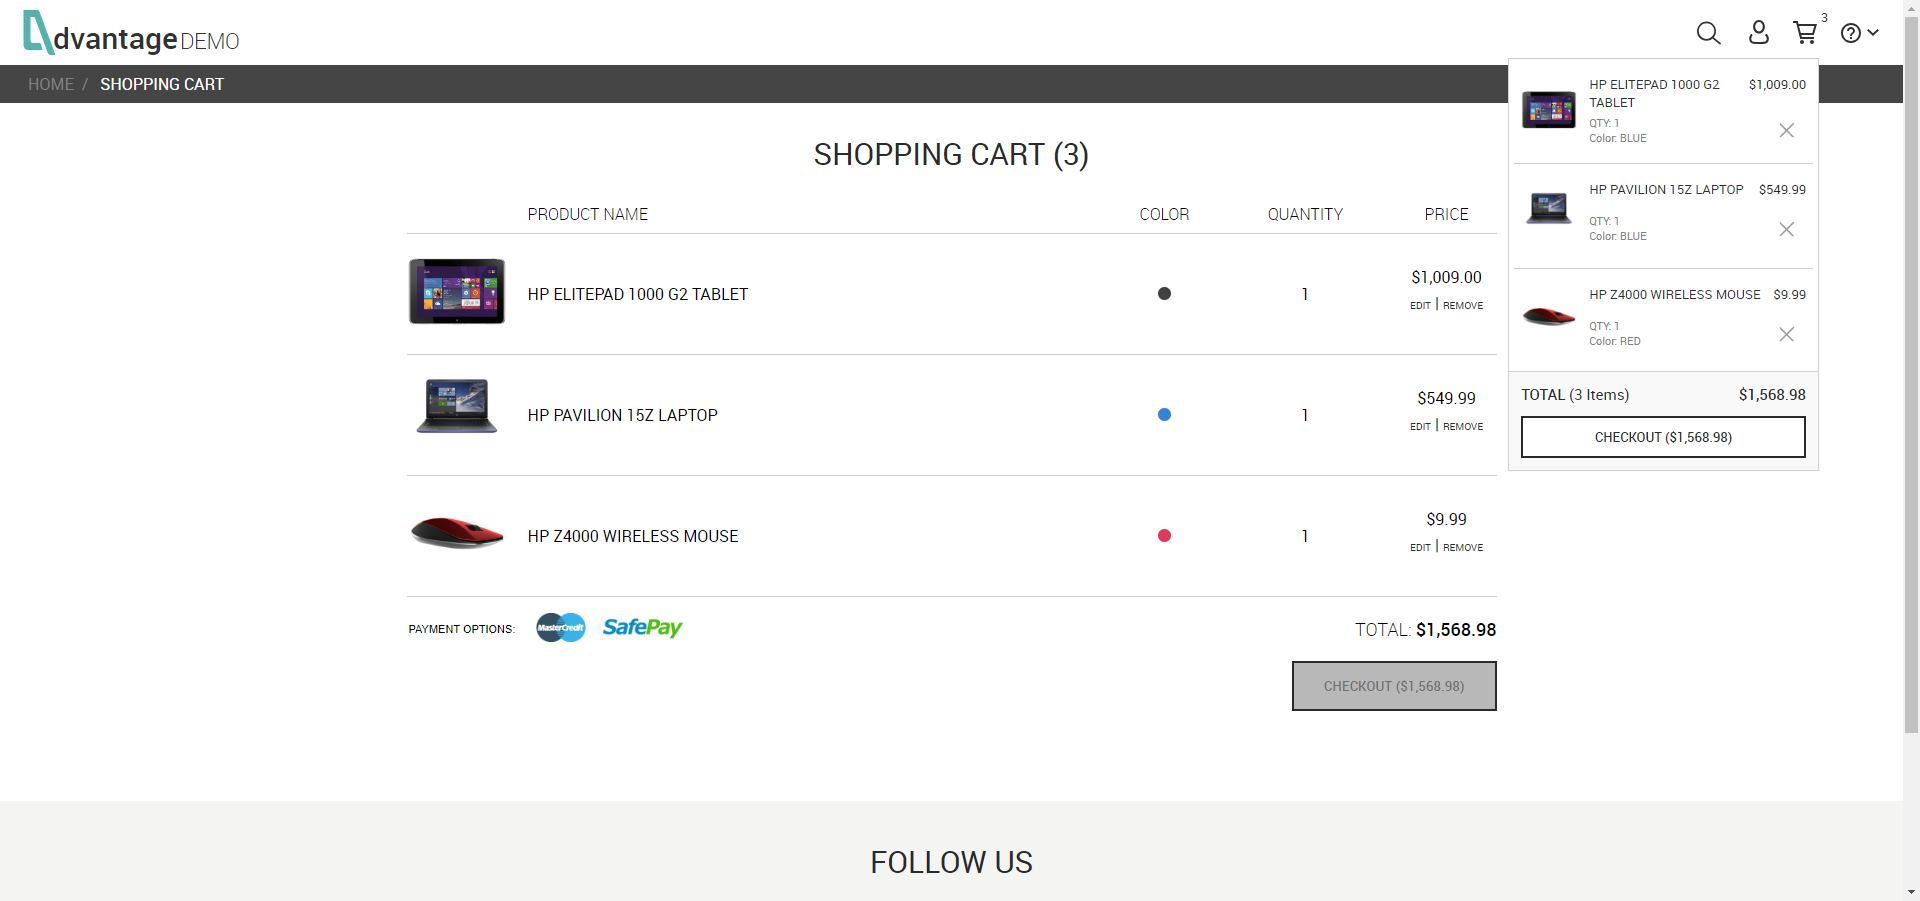 dvantage DEMO
3
HOME / SHOPPING CART
SHOPPING CART (3)
PRODUCT NAME COLOR QUANTITY PRICE
HP ELITEPAD 1000 G2 TABLET 1 $1,009.00
EDIT | REMOVE
HP PAVILION 15Z LAPTOP 1 $549.99
EDIT | REMOVE
HP Z4000 WIRELESS MOUSE 1 $9.99
EDIT | REMOVE
PAYMENT OPTIONS: MasterCredit SafePay TOTAL: $1,568.98
CHECKOUT ($1,568.98)
HP ELITEPAD 1000 G2 $1,009.00
TABLET
QTY: 1
Color: BLUE
HP PAVILION 15Z LAPTOP $549.99
QTY: 1
Color: BLUE
HP Z4000 WIRELESS MOUSE $9.99
QTY: 1
Color: RED
TOTAL (3 Items) $1,568.98
CHECKOUT ($1,568.98)
FOLLOW US